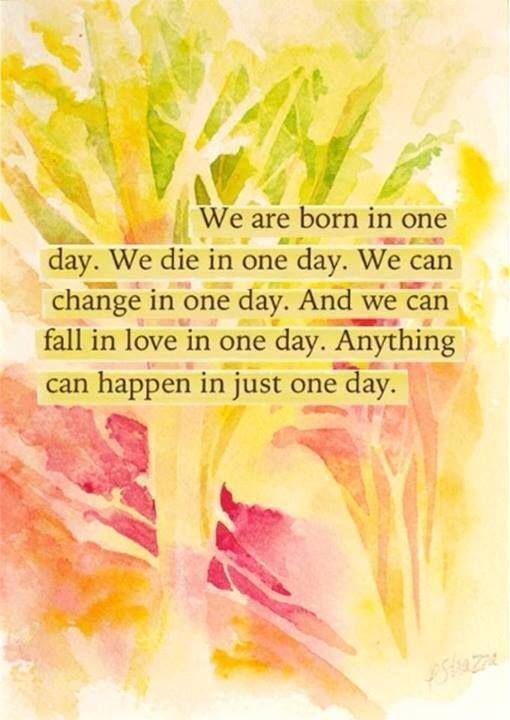 We are born in one
day. We die in one day. We can
change in one day. And we can
fall in love in one day. Anything
can happen in just one day.